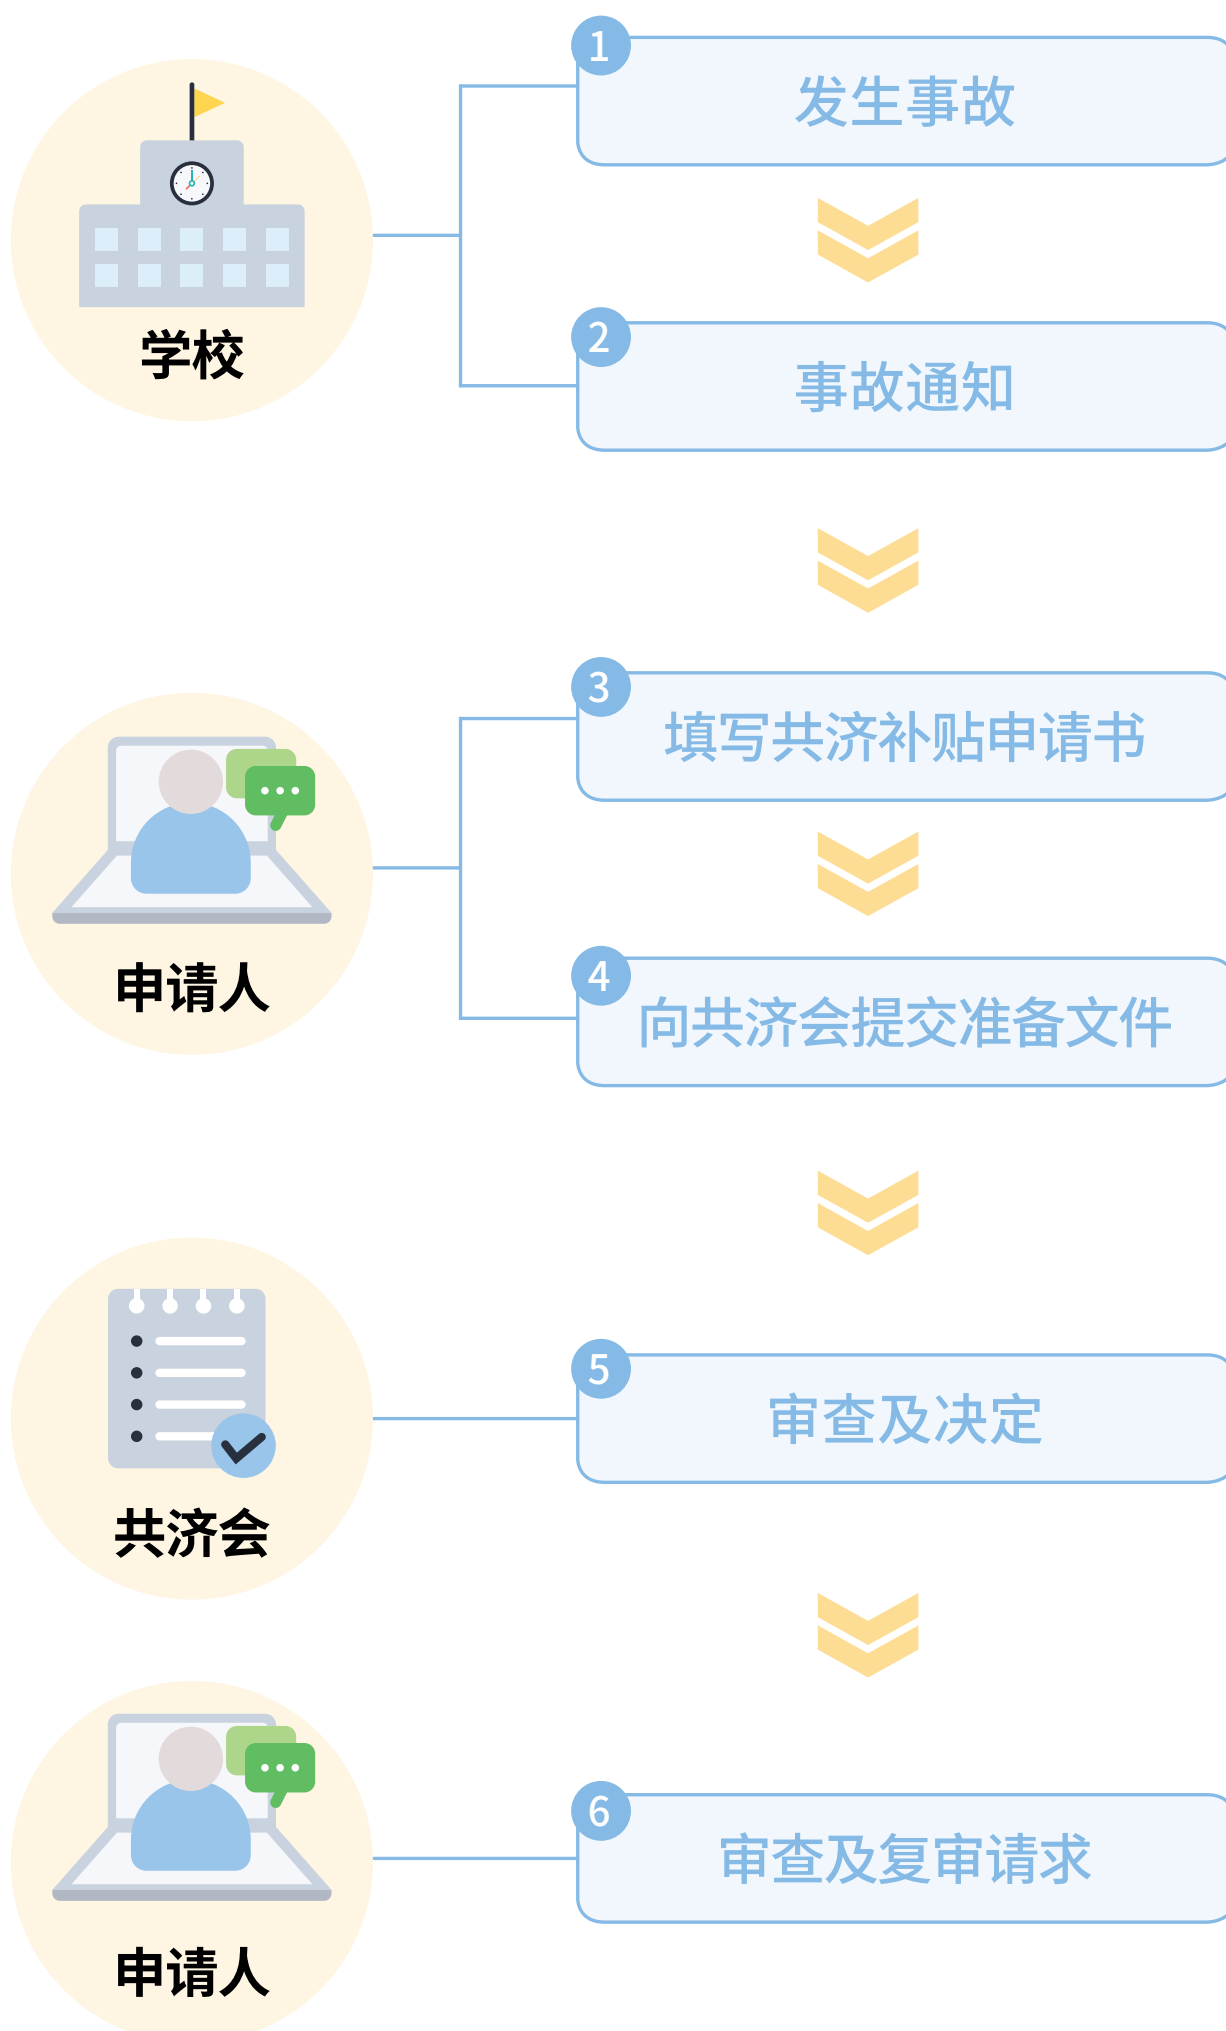 学校
1
发生事故
2
事故通知
申请人
3
填写共济补贴申请书
4
向共济会提交准备文件
共济会
5
审查及决定
申请人
6
审查及复审请求